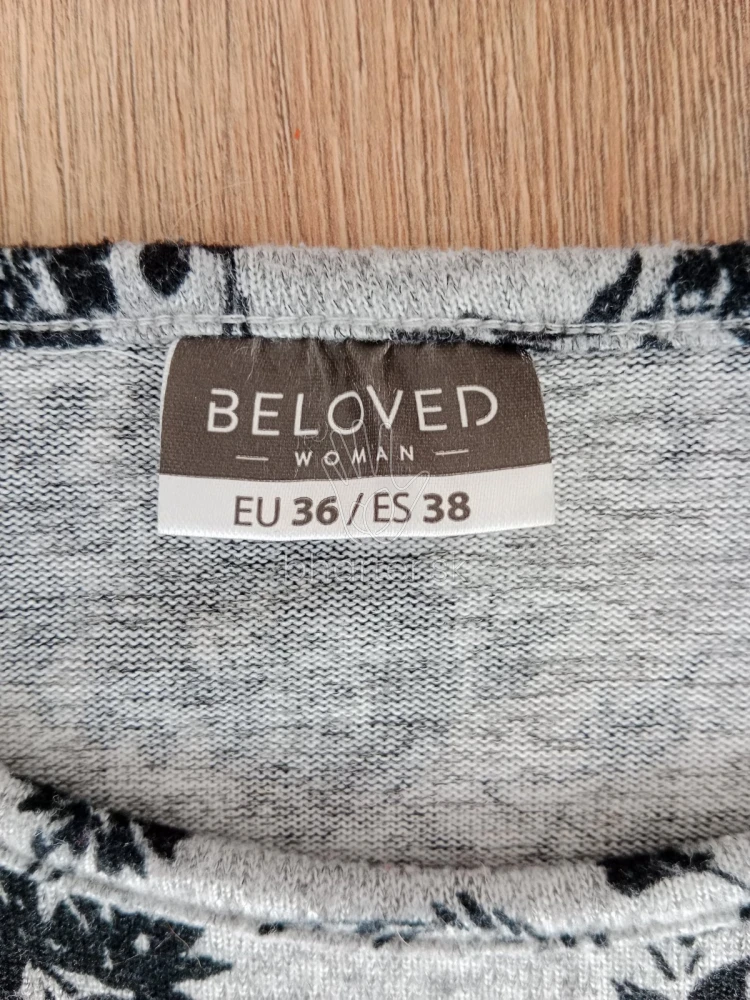 BELOVED
— WOMAN —
EU 36 / ES 38